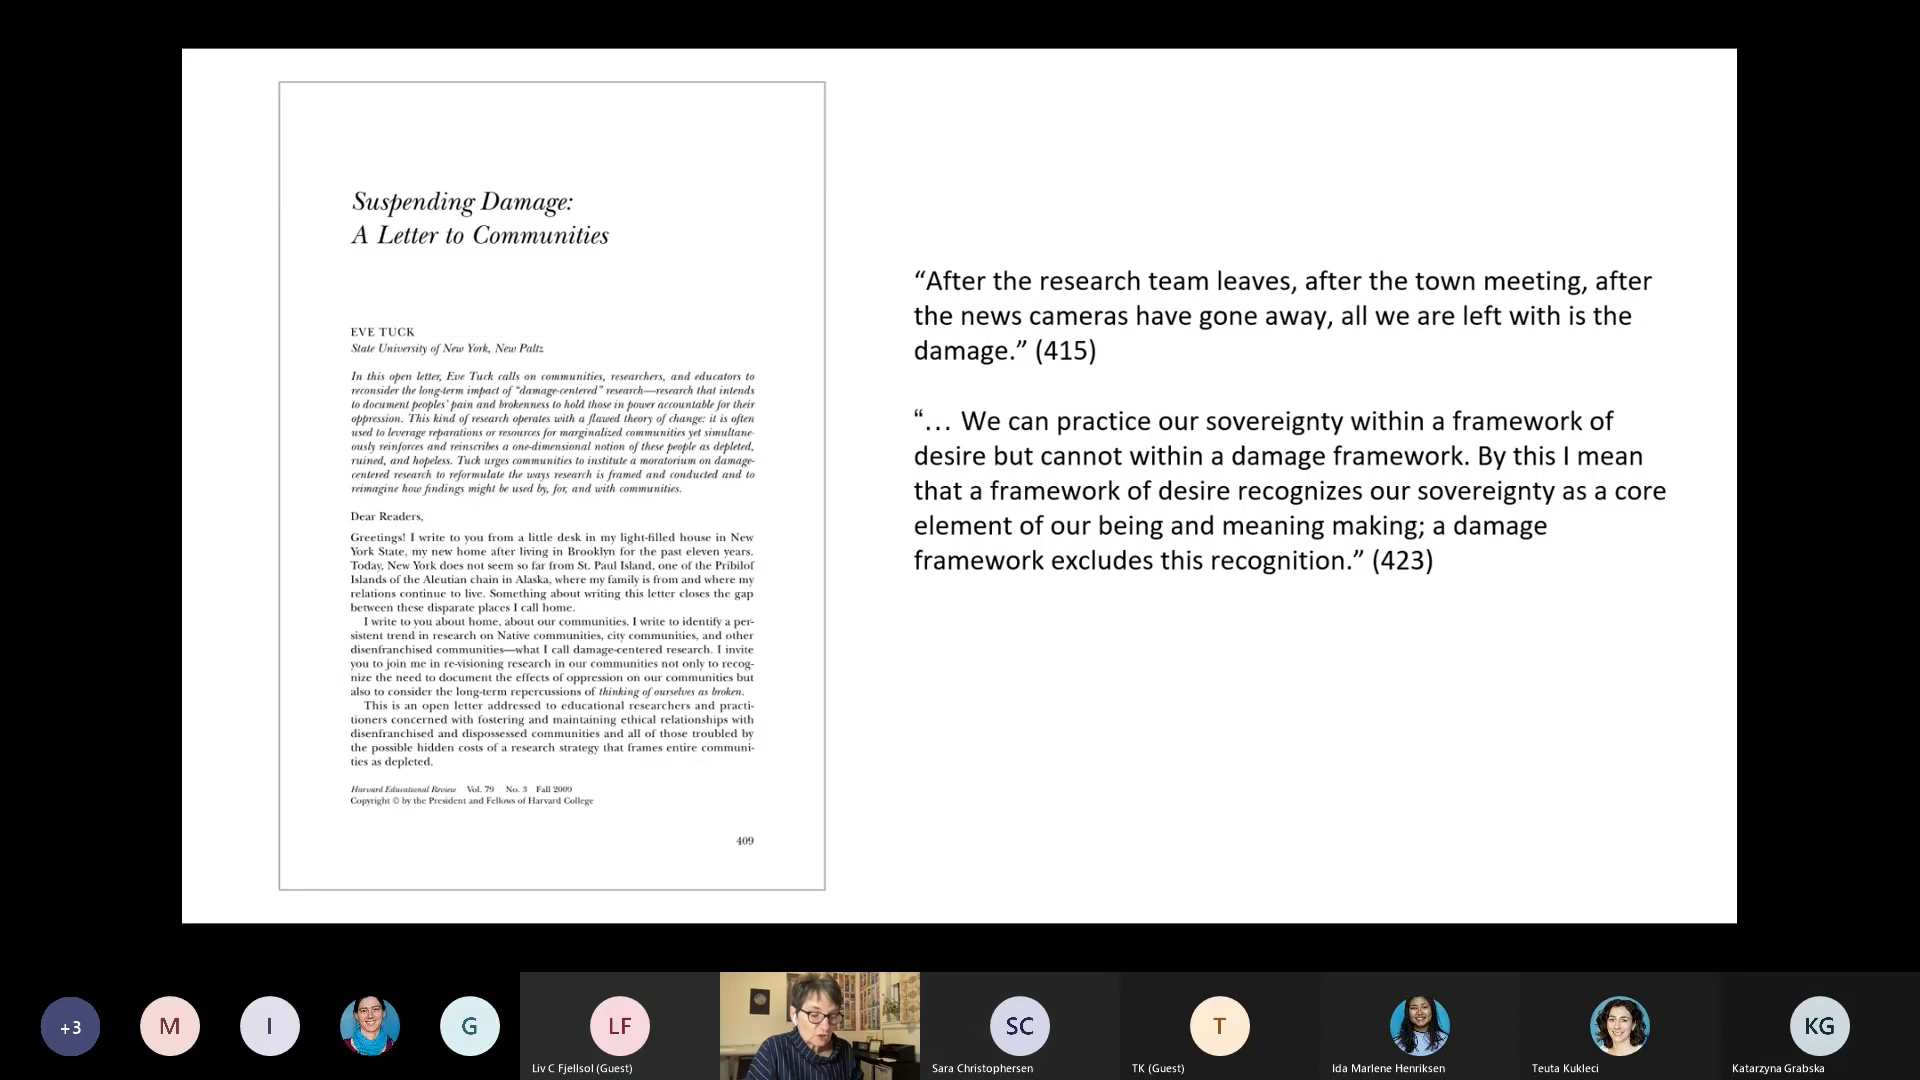 Suspending Damage:
A Letter to Communities
EVE TUCK
State University of New York, New Paltz
In this open letter, Eve Tuck calls on communities, researchers, and educators to
reconsider the long-term impact of “damage-centered” research—research that intends
to document peoples’ pain and brokenness to hold those in power accountable for their
oppression. This kind of research operates with a flawed theory of change: it is often
used to leverage reparations or resources for marginalized communities yet simultane-
ously reinforces and reinscribes a one-dimensional notion of these people as depleted,
ruined, and hopeless. Tuck urges communities to institute a moratorium on damage-
centered research to reformulate the ways research is framed and conducted and to
reimagine how findings might be used by, for, and with communities.
Dear Readers,
Greetings! I write to you from a little desk in my light-filled house in New
York State, my new home after living in Brooklyn for the past eleven years.
Today, New York does not seem so far from St. Paul Island, one of the Pribilof
Islands of the Aleutian chain in Alaska, where my family is from and where my
relations continue to live. Something about writing this letter closes the gap
between these disparate places I call home.
I write to you about home, about our communities. I write to identify a per-
sistent trend in research on Native communities, city communities, and other
disenfranchised communities—what I call damage-centered research. I invite
you to join me in re-visioning research in our communities not only to recog-
nize the need to document the effects of oppression on our communities but
also to consider the long-term repercussions of thinking of ourselves as broken.
This is an open letter addressed to educational researchers and practi-
tioners concerned with fostering and maintaining ethical relationships with
disenfranchised and dispossessed communities and all of those troubled by
the possible hidden costs of a research strategy that frames entire communi-
ties as depleted.
Harvard Educational Review Vol. 79 No. 3 Fall 2009
Copyright © by the President and Fellows of Harvard College
409
“After the research team leaves, after the town meeting, after
the news cameras have gone away, all we are left with is the
damage.” (415)
“… We can practice our sovereignty within a framework of
desire but cannot within a damage framework. By this I mean
that a framework of desire recognizes our sovereignty as a core
element of our being and meaning making; a damage
framework excludes this recognition.” (423)
+3
M
I
G
LF
SC
T
KG
Liv C Fjellsol (Guest)
Sara Christophersen
TK (Guest)
Ida Marlene Henriksen
Teuta Kukleci
Katarzyna Grabska